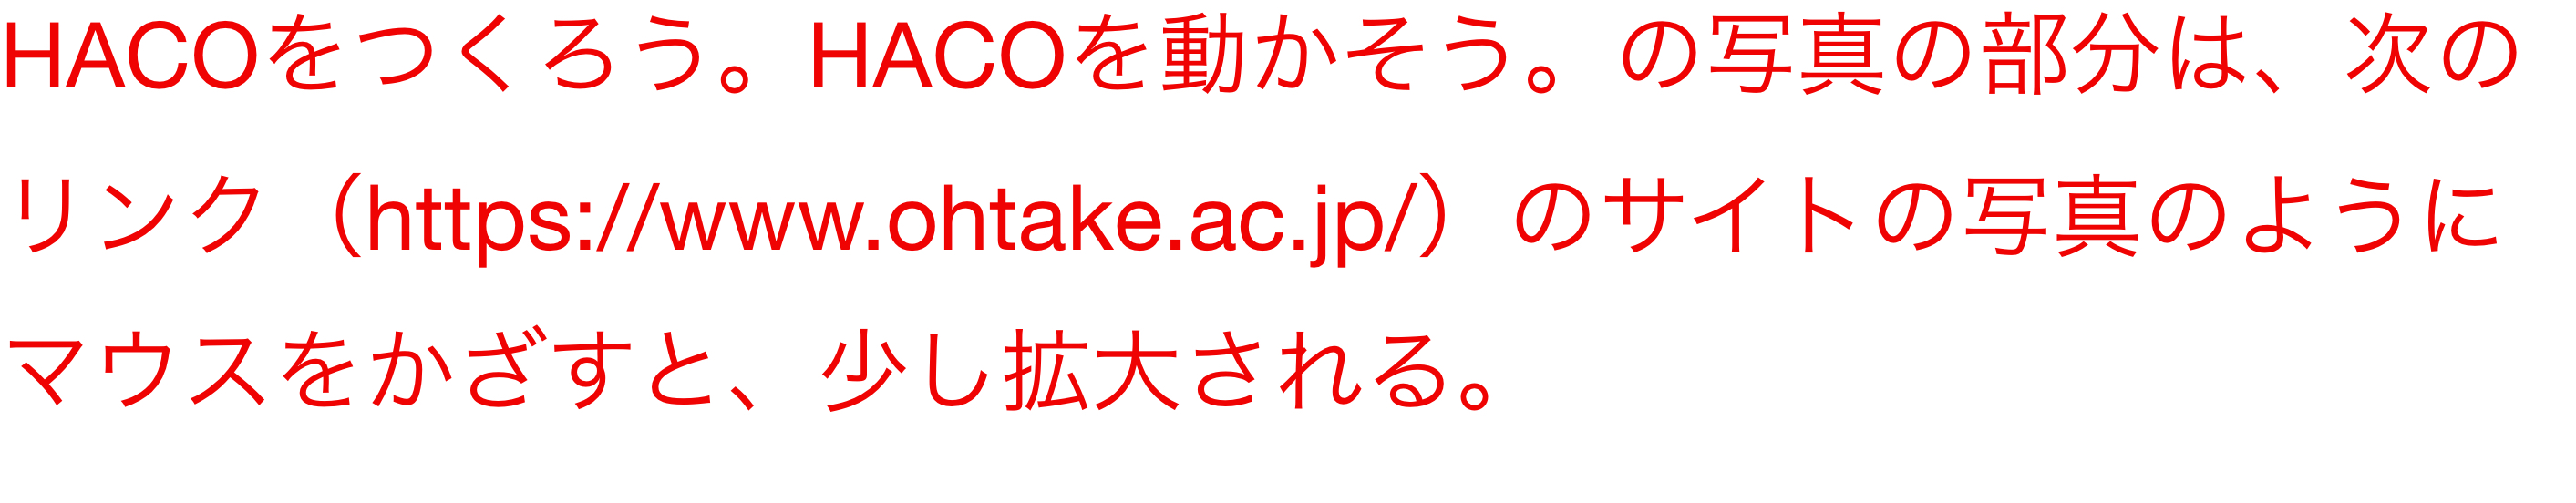 HACOをつくろう。HACOを動かそう。の写真の部分は、次の
リンク（https://www.ohtake.ac.jp/）のサイトの写真のように
マウスをかざすと、少し拡大される。